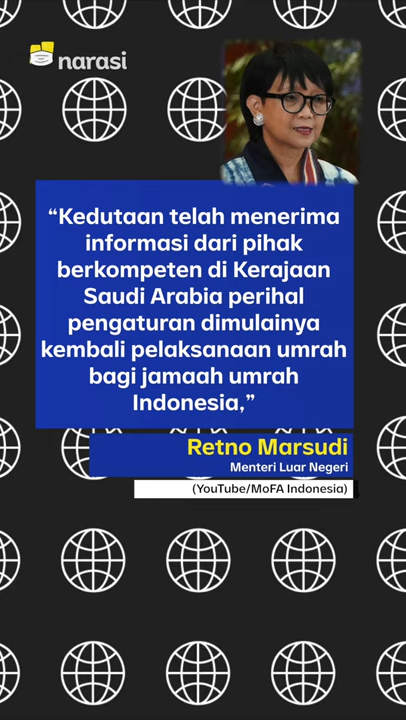 narasi
“Kedutaan telah menerima
informasi dari pihak
berkompeten di Kerajaan
Saudi Arabia perihal
pengaturan dimulainya
kembali pelaksanaan umrah
bagi jamaah umrah
Indonesia,”
Retno Marsudi
Menteri Luar Negeri
(YouTube/MoFA Indonesia)